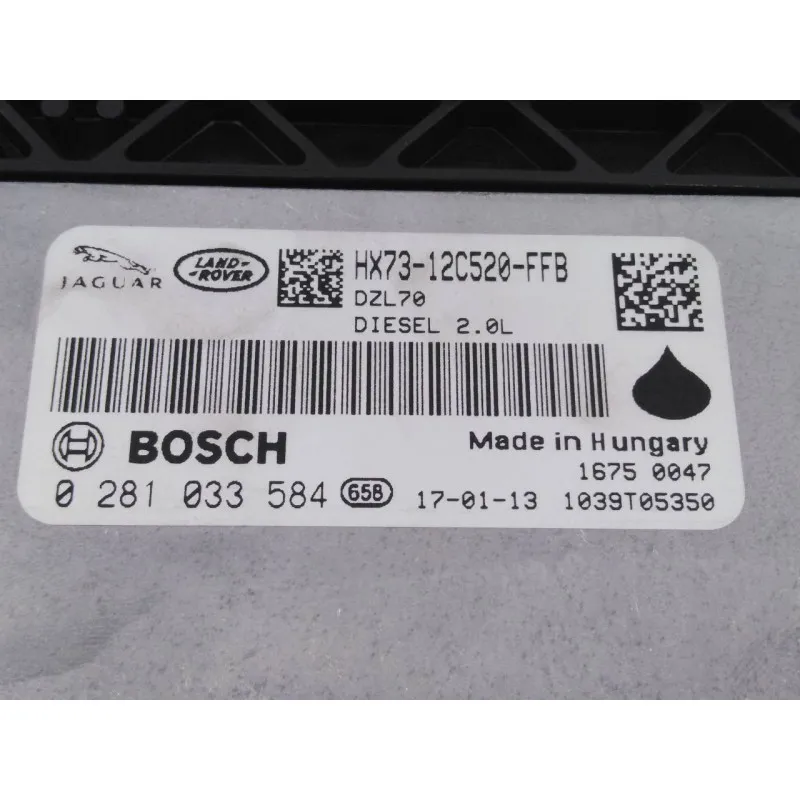 JAGUAR
LAND-
ROVER
HX73-12C520-FFB
DZL70
DIESEL 2.0L
BOSCH
Made in Hungary
1675 0047
0 281 033 584 65B 17-01-13 1039T05350